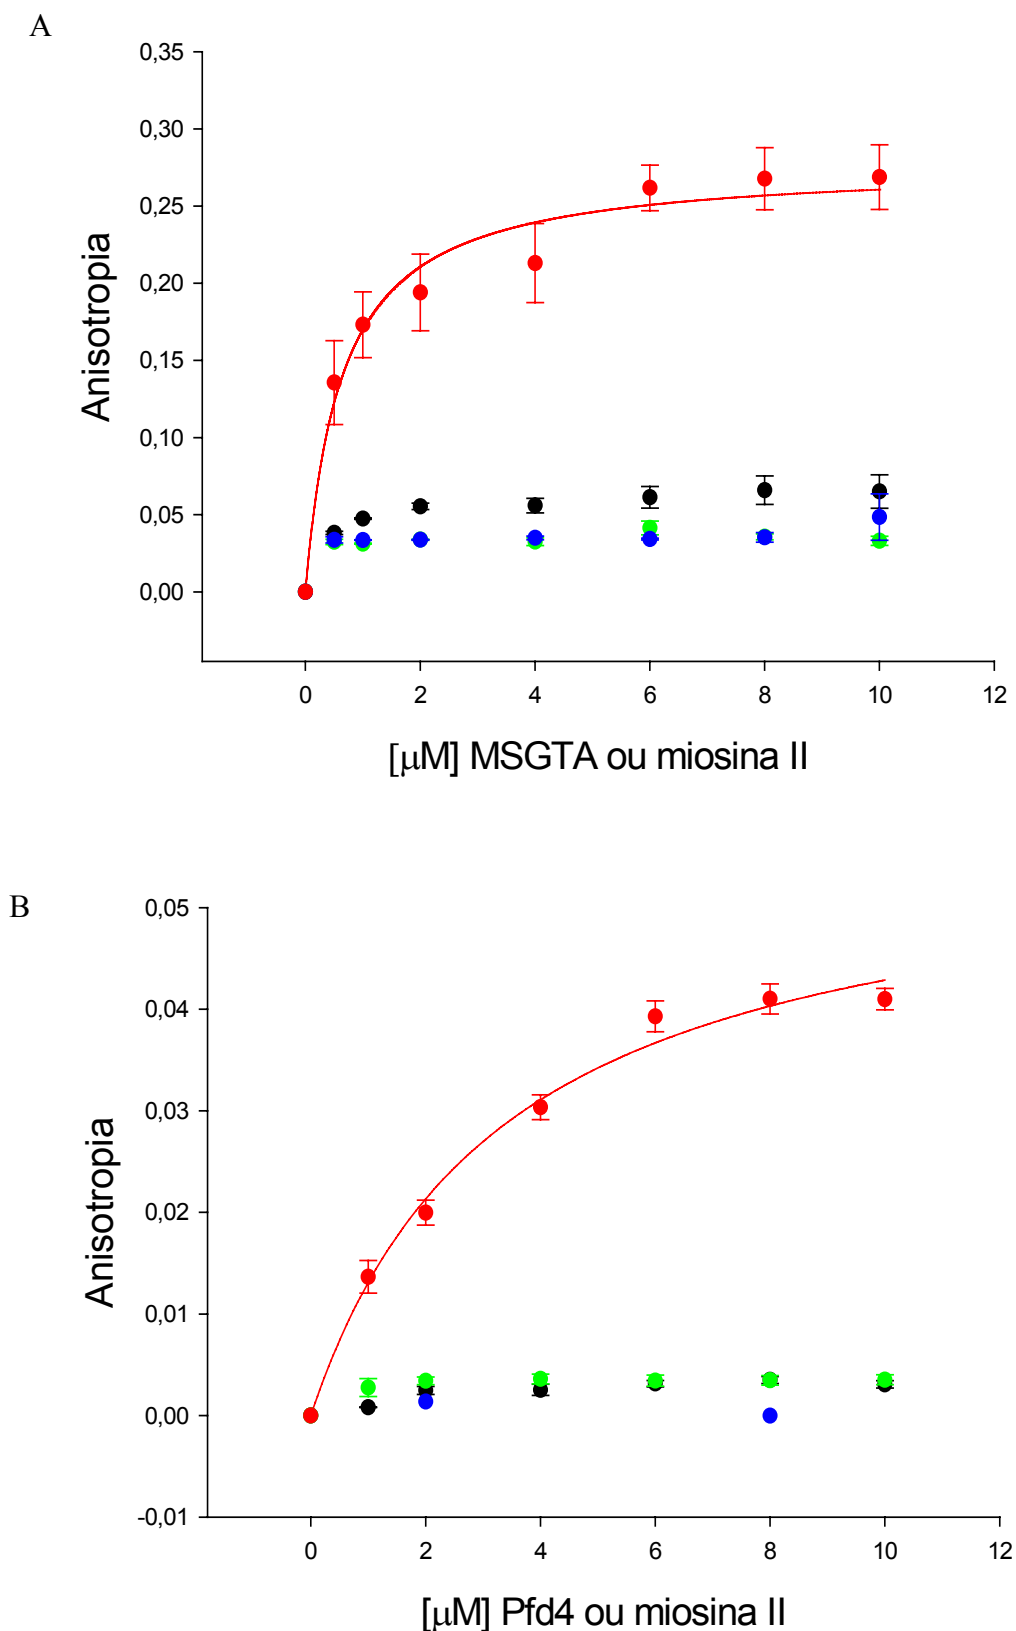 A
0,35
0,30
0,25
0,20
0,15
0,10
0,05
0,00
Anisotropia
0 2 4 6 8 10 12
[μM] MSGTA ou miosina II
B
0,05
0,04
0,03
0,02
0,01
0,00
-0,01
Anisotropia
0 2 4 6 8 10 12
[μM] Pfd4 ou miosina II